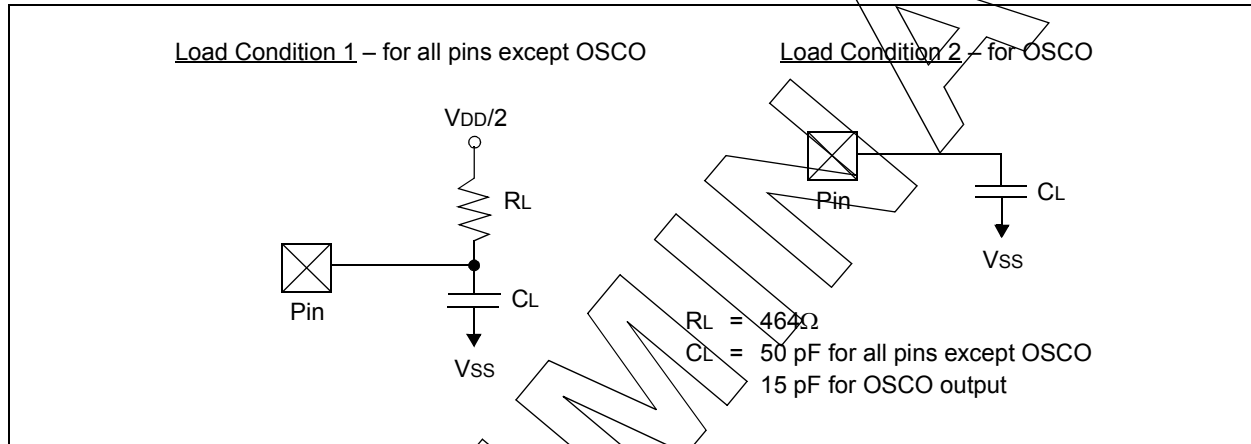 Load Condition 1 – for all pins except OSCO
Load Condition 2 – for OSCO
VDD/2
RL
Pin
CL
VSS
Pin
CL
VSS
RL = 464Ω
CL = 50 pF for all pins except OSCO
15 pF for OSCO output